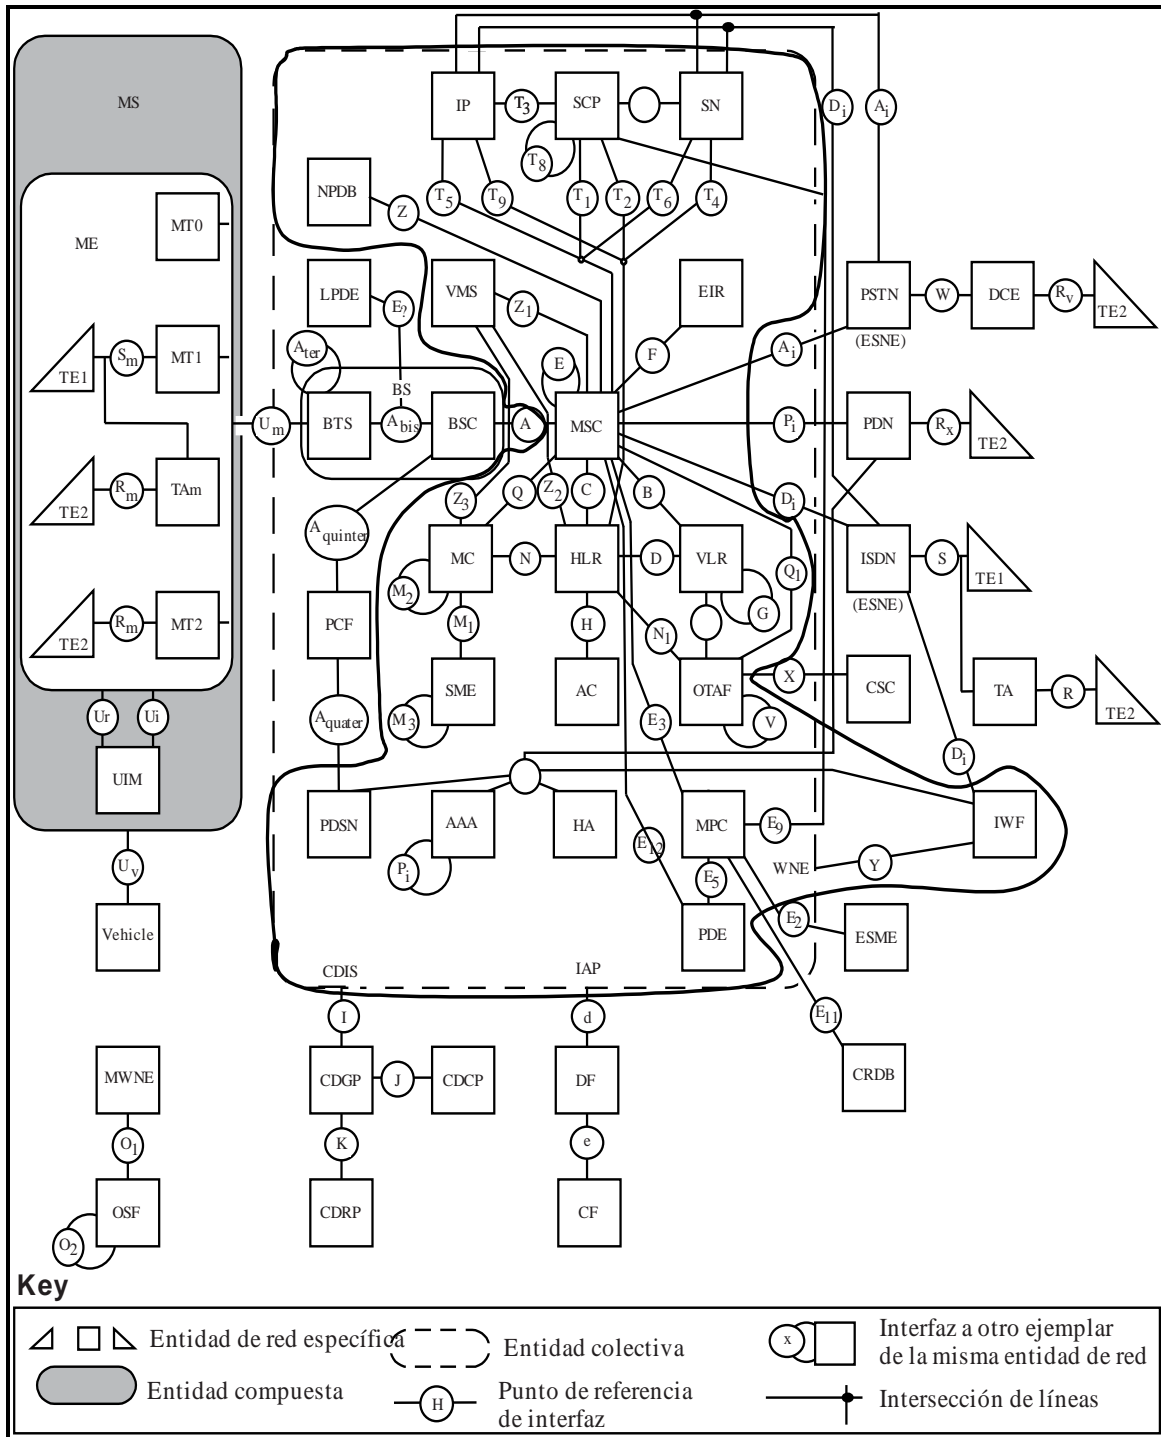 MS
ME
MT0
TE1
Sm
MT1
TE2
Rm
TAm
TE2
Rm
MT2
Ur
Ui
UIM
Uv
Vehicle
MWNE
O1
OSF
O2
Um
IP
T3
SCP
SN
T8
Di
Ai
NPDB
Z
T5
T9
T1
T2
T6
T4
LPDE
E?
VMS
Z1
EIR
Ater
E
F
Ai
PSTN
(ESNE)
W
DCE
Rv
TE2
BS
BTS
Abis
BSC
A
MSC
Pi
PDN
Rx
TE2
Z3
Q
Z2
C
B
Di
Aquinter
MC
N
HLR
D
VLR
Q1
ISDN
(ESNE)
S
TE1
M2
M1
H
N1
G
PCF
SME
AC
OTAF
X
CSC
TA
R
TE2
Aquater
M3
E3
V
Di
PDSN
AAA
HA
MPC
E9
IWF
Pi
E12
E5
WNE
Y
PDE
E2
ESME
CDIS
IAP
I
d
E11
CDGP
J
CDCP
DF
CRDB
K
e
CDRP
CF
Key
Entidad de red específica
Entidad colectiva
x
Interfaz a otro ejemplar
de la misma entidad de red
Entidad compuesta
H
Punto de referencia
de interfaz
Intersección de líneas